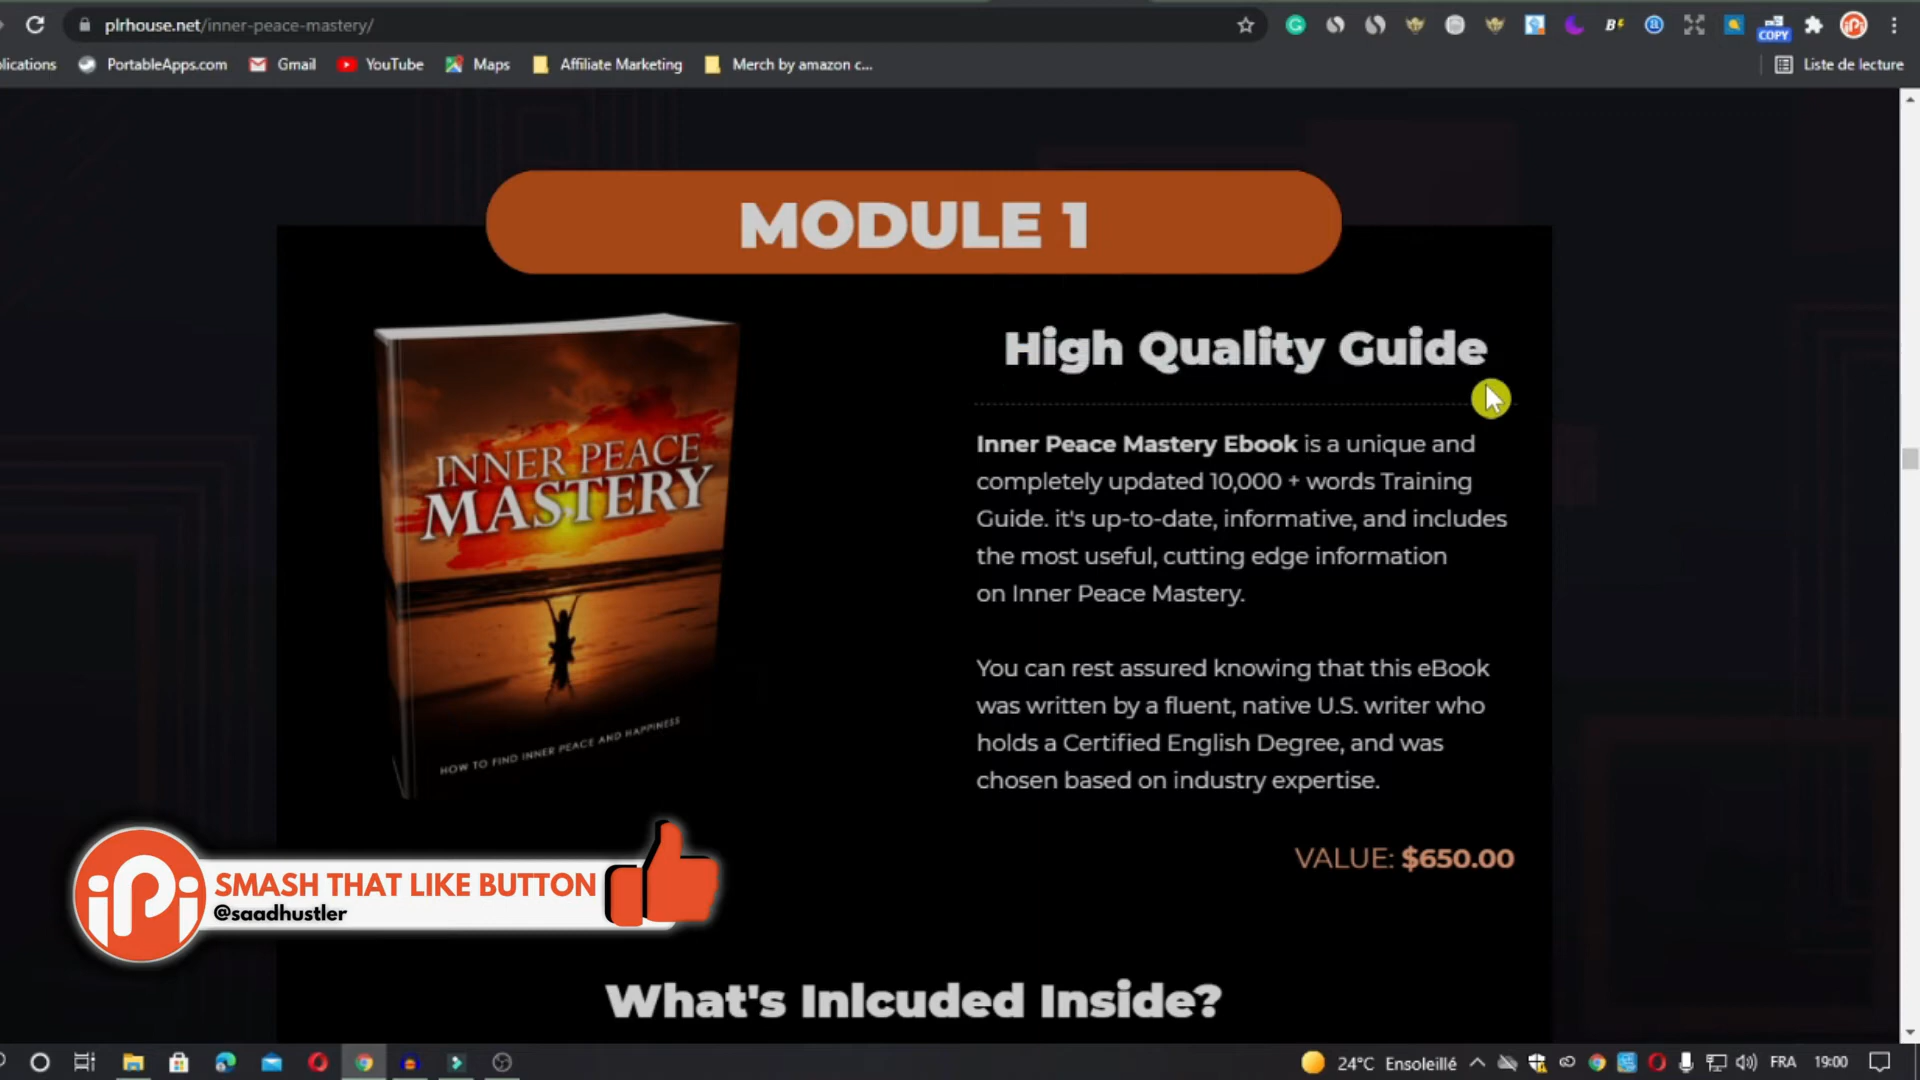 plrhouse.net/inner-peace-mastery/
COPY
lications PortableApps.com Gmail YouTube Maps Affiliate Marketing Merch by amazon c... Liste de lecture
MODULE 1
INNER PEACE
MASTERY
HOW TO FIND INNER PEACE AND HAPPINESS
High Quality Guide
Inner Peace Mastery Ebook is a unique and
completely updated 10,000 + words Training
Guide. it's up-to-date, informative, and includes
the most useful, cutting edge information
on Inner Peace Mastery.
You can rest assured knowing that this eBook
was written by a fluent, native U.S. writer who
holds a Certified English Degree, and was
chosen based on industry expertise.
VALUE: $650.00
iPi SMASH THAT LIKE BUTTON
@saadhustler
What's Inlcuded Inside?
24°C Ensoleillé FRA 19:00